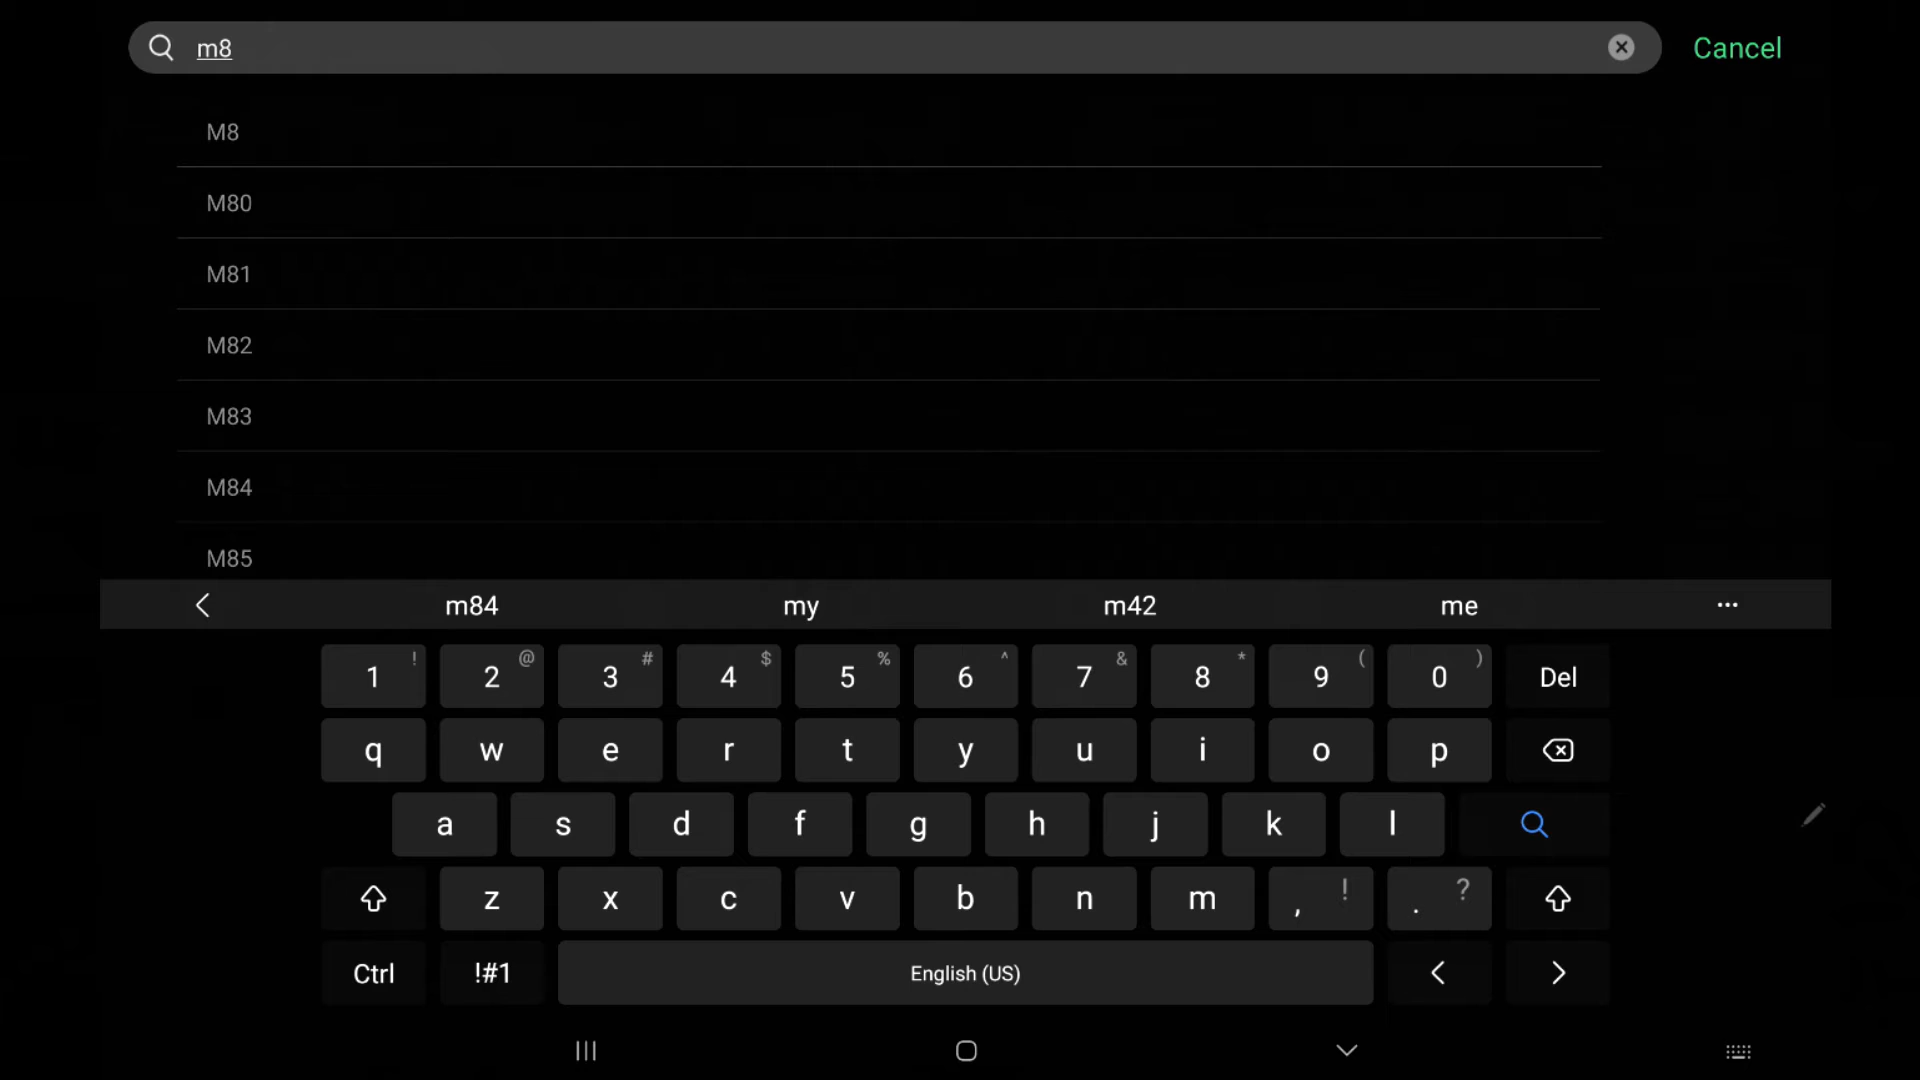 m8
Cancel
M8
M80
M81
M82
M83
M84
M85
m84 my m42 me ...
1 ! 2 @ 3 # 4 $ 5 % 6 ^ 7 & 8 * 9 ( 0 ) Del
q w e r t y u i o p
a s d f g h j k l
z x c v b n m , ! . ?
Ctrl !#1 English (US) < >